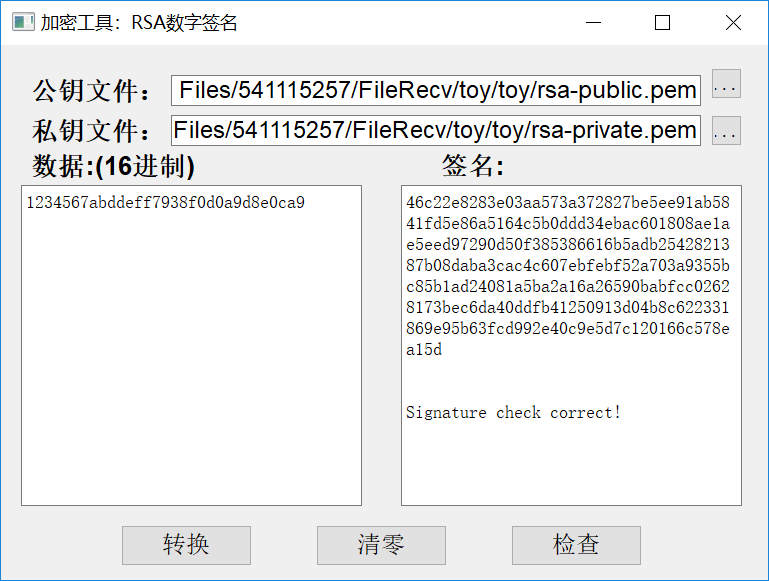 加密工具：RSA数字签名
公钥文件： Files/541115257/FileRecv/toy/toy/rsa-public.pem ...
私钥文件： Files/541115257/FileRecv/toy/toy/rsa-private.pem ...
数据:(16进制) 签名:
1234567abddeff7938f0d0a9d8e0ca9
46c22e8283e03aa573a372827be5ee91ab58
41fd5e86a5164c5b0ddd34ebac601808ae1a
e5eed97290d50f385386616b5adb25428213
87b08daba3cac4c607ebfebf52a703a9355b
c85b1ad24081a5ba2a16a26590babfcc0262
8173bec6da40ddfb41250913d04b8c622331
869e95b63fcd992e40c9e5d7c120166c578e
a15d
Signature check correct!
转换 清零 检查